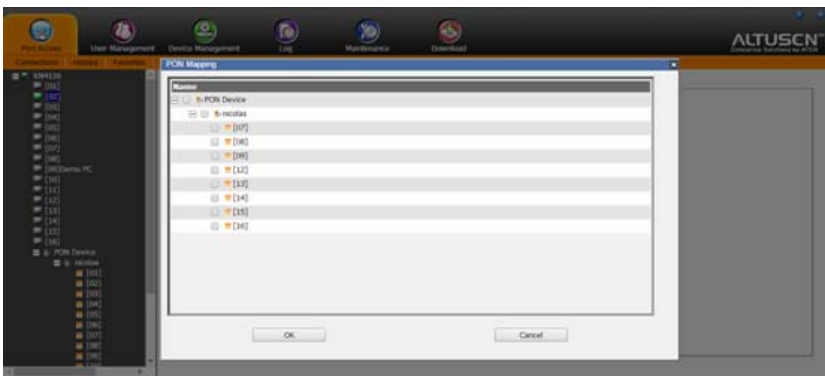 ALTUSCN
Port Access
User Management
Device Management
Log
Maintenance
Download
Connections
History
Favorites
PON Mapping
Name
PON Device
nicolas
[07]
[08]
[09]
[12]
[13]
[14]
[15]
[16]
OK
Cancel
[01]
[02]
[03]
[04]
[05]
[06]
[07]
[08]
[09]Demo PC
[10]
[11]
[12]
[13]
[14]
[15]
[16]
PON Device
nicolas
[01]
[02]
[03]
[04]
[05]
[06]
[07]
[08]
[09]